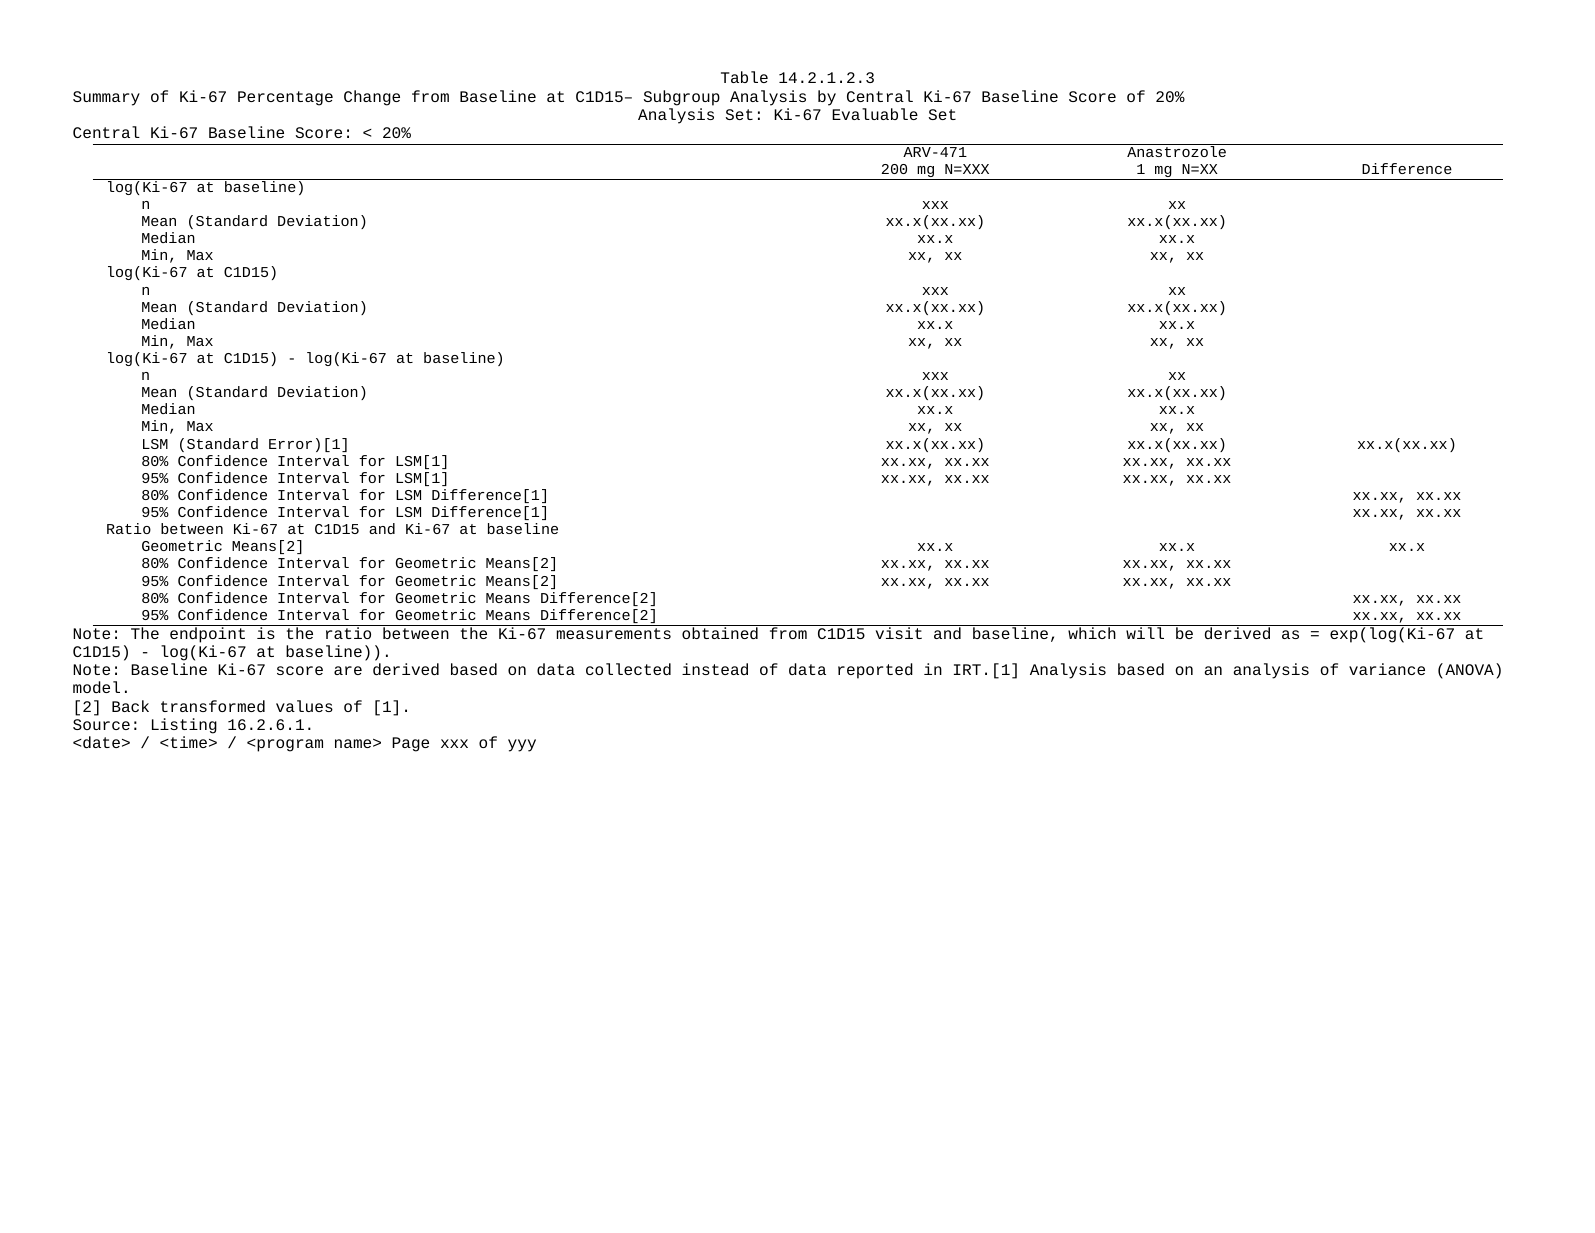 Table 14.2.1.2.3
Summary of Ki-67 Percentage Change from Baseline at C1D15– Subgroup Analysis by Central Ki-67 Baseline Score of 20%
Analysis Set: Ki-67 Evaluable Set
Central Ki-67 Baseline Score: < 20%
ARV-471 Anastrozole
200 mg N=XXX 1 mg N=XX Difference
log(Ki-67 at baseline)
n xxx xx
Mean (Standard Deviation) xx.x(xx.xx) xx.x(xx.xx)
Median xx.x xx.x
Min, Max xx, xx xx, xx
log(Ki-67 at C1D15)
n xxx xx
Mean (Standard Deviation) xx.x(xx.xx) xx.x(xx.xx)
Median xx.x xx.x
Min, Max xx, xx xx, xx
log(Ki-67 at C1D15) - log(Ki-67 at baseline)
n xxx xx
Mean (Standard Deviation) xx.x(xx.xx) xx.x(xx.xx)
Median xx.x xx.x
Min, Max xx, xx xx, xx
LSM (Standard Error)[1] xx.x(xx.xx) xx.x(xx.xx) xx.x(xx.xx)
80% Confidence Interval for LSM[1] xx.xx, xx.xx xx.xx, xx.xx
95% Confidence Interval for LSM[1] xx.xx, xx.xx xx.xx, xx.xx
80% Confidence Interval for LSM Difference[1] xx.xx, xx.xx
95% Confidence Interval for LSM Difference[1] xx.xx, xx.xx
Ratio between Ki-67 at C1D15 and Ki-67 at baseline
Geometric Means[2] xx.x xx.x xx.x
80% Confidence Interval for Geometric Means[2] xx.xx, xx.xx xx.xx, xx.xx
95% Confidence Interval for Geometric Means[2] xx.xx, xx.xx xx.xx, xx.xx
80% Confidence Interval for Geometric Means Difference[2] xx.xx, xx.xx
95% Confidence Interval for Geometric Means Difference[2] xx.xx, xx.xx
Note: The endpoint is the ratio between the Ki-67 measurements obtained from C1D15 visit and baseline, which will be derived as = exp(log(Ki-67 at
C1D15) - log(Ki-67 at baseline)).
Note: Baseline Ki-67 score are derived based on data collected instead of data reported in IRT.[1] Analysis based on an analysis of variance (ANOVA)
model.
[2] Back transformed values of [1].
Source: Listing 16.2.6.1.
<date> / <time> / <program name> Page xxx of yyy